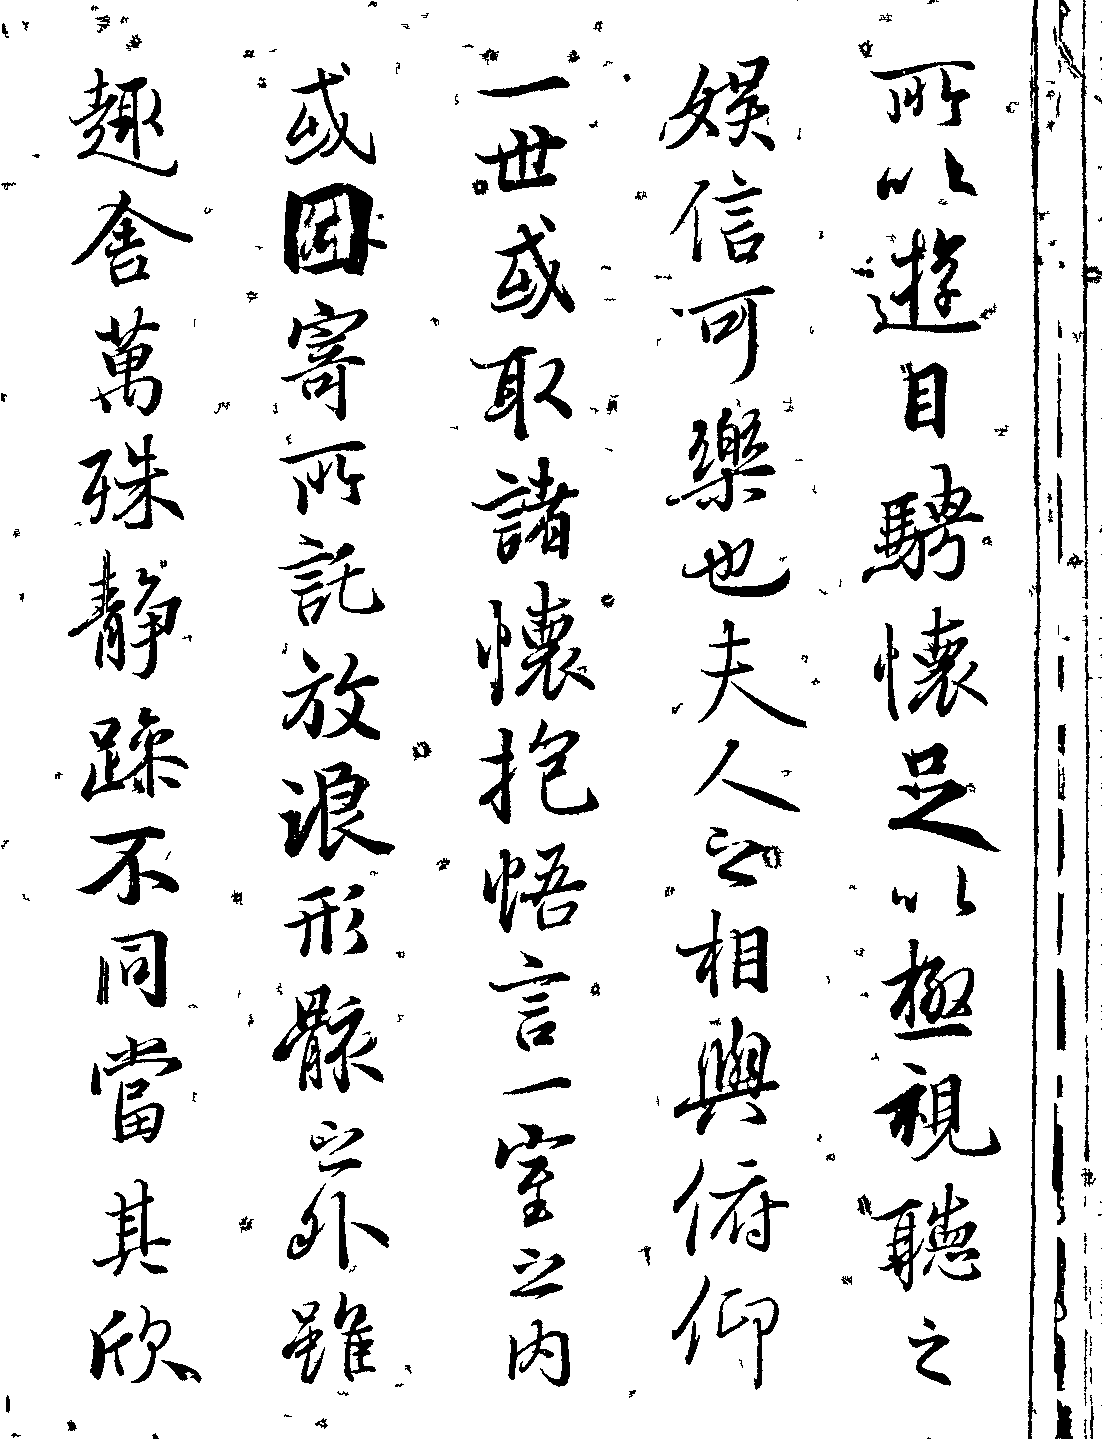 所以遊目騁懷足以極視聽之
娛信可樂也夫人之相與俯仰
一世或取諸懷抱悟言一室之內
或因寄所託放浪形骸之外雖
趣舍萬殊靜躁不同當其欣